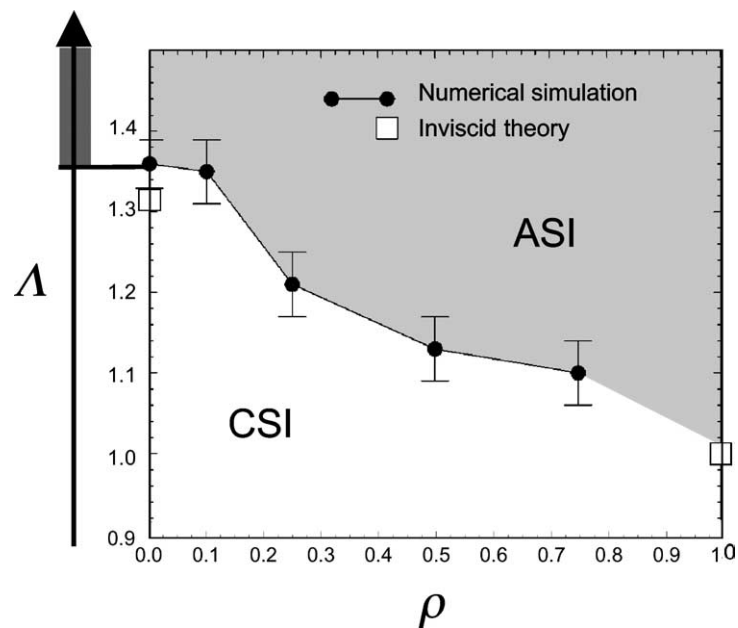 Numerical simulation
Inviscid theory
1.4
1.3
ASI
Λ
1.2
1.1
CSI
1.0
0.9
0.0 0.1 0.2 0.3 0.4 0.5 0.6 0.7 0.8 0.9 1.0
ρ